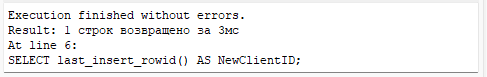 Execution finished without errors.
Result: 1 строк возвращено за 3мс
At line 6:
SELECT last_insert_rowid() AS NewClientID;